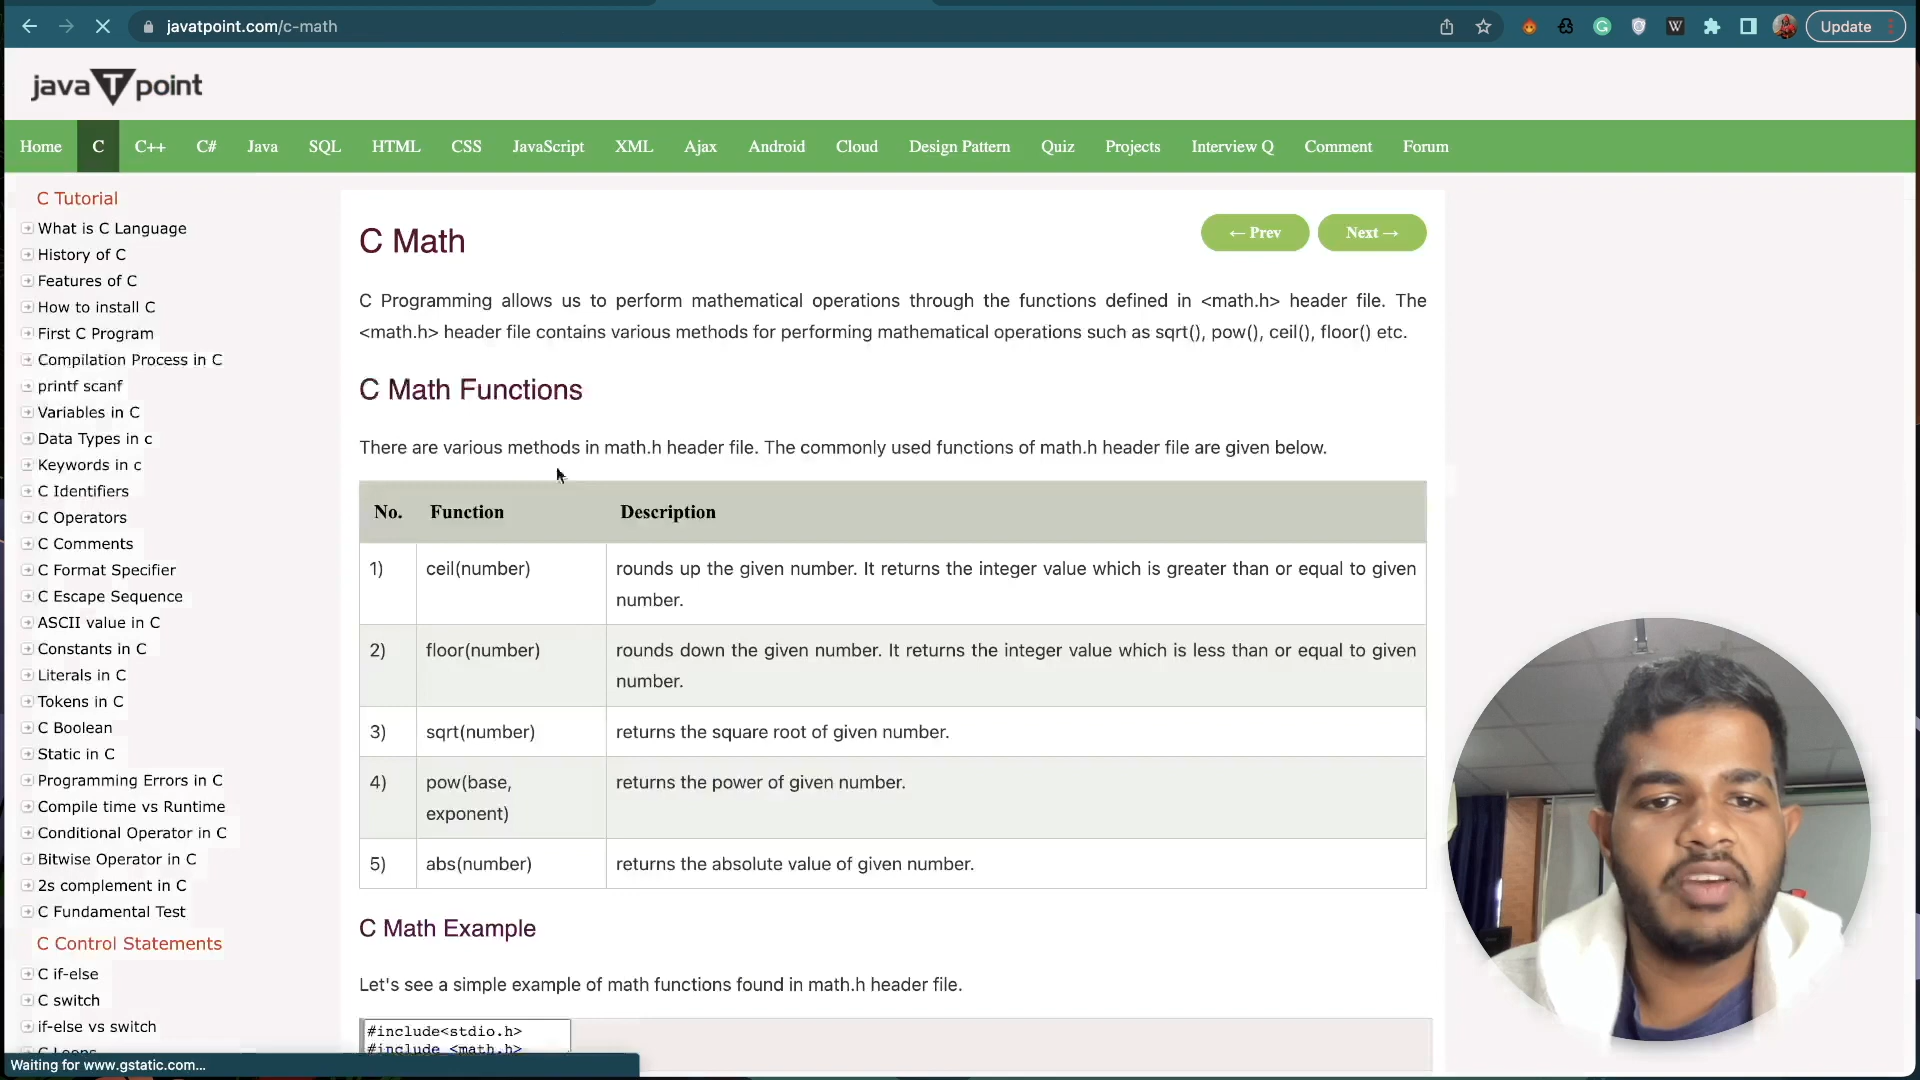 javatpoint.com/c-math
Update
java T point
Home C C++ C# Java SQL HTML CSS JavaScript XML Ajax Android Cloud Design Pattern Quiz Projects Interview Q Comment Forum
C Tutorial
What is C Language
History of C
Features of C
How to install C
First C Program
Compilation Process in C
printf scanf
Variables in C
Data Types in c
Keywords in c
C Identifiers
C Operators
C Comments
C Format Specifier
C Escape Sequence
ASCII value in C
Constants in C
Literals in C
Tokens in C
C Boolean
Static in C
Programming Errors in C
Compile time vs Runtime
Conditional Operator in C
Bitwise Operator in C
2s complement in C
C Fundamental Test
C Control Statements
C if-else
C switch
if-else vs switch
C Loops
C Math
← Prev
Next →
C Programming allows us to perform mathematical operations through the functions defined in <math.h> header file. The
<math.h> header file contains various methods for performing mathematical operations such as sqrt(), pow(), ceil(), floor() etc.
C Math Functions
There are various methods in math.h header file. The commonly used functions of math.h header file are given below.
No. Function Description
1) ceil(number) rounds up the given number. It returns the integer value which is greater than or equal to given
number.
2) floor(number) rounds down the given number. It returns the integer value which is less than or equal to given
number.
3) sqrt(number) returns the square root of given number.
4) pow(base, returns the power of given number.
exponent)
5) abs(number) returns the absolute value of given number.
C Math Example
Let's see a simple example of math functions found in math.h header file.
#include<stdio.h>
#include <math.h>
Waiting for www.gstatic.com...